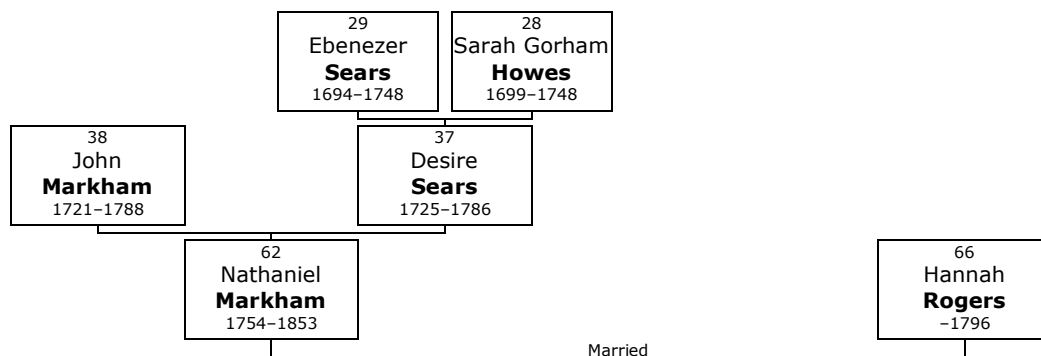 29
Ebenezer
Sears
1694–1748
28
Sarah Gorham
Howes
1699–1748
38
John
Markham
1721–1788
37
Desire
Sears
1725–1786
62
Nathaniel
Markham
1754–1853
66
Hannah
Rogers
–1796
Married